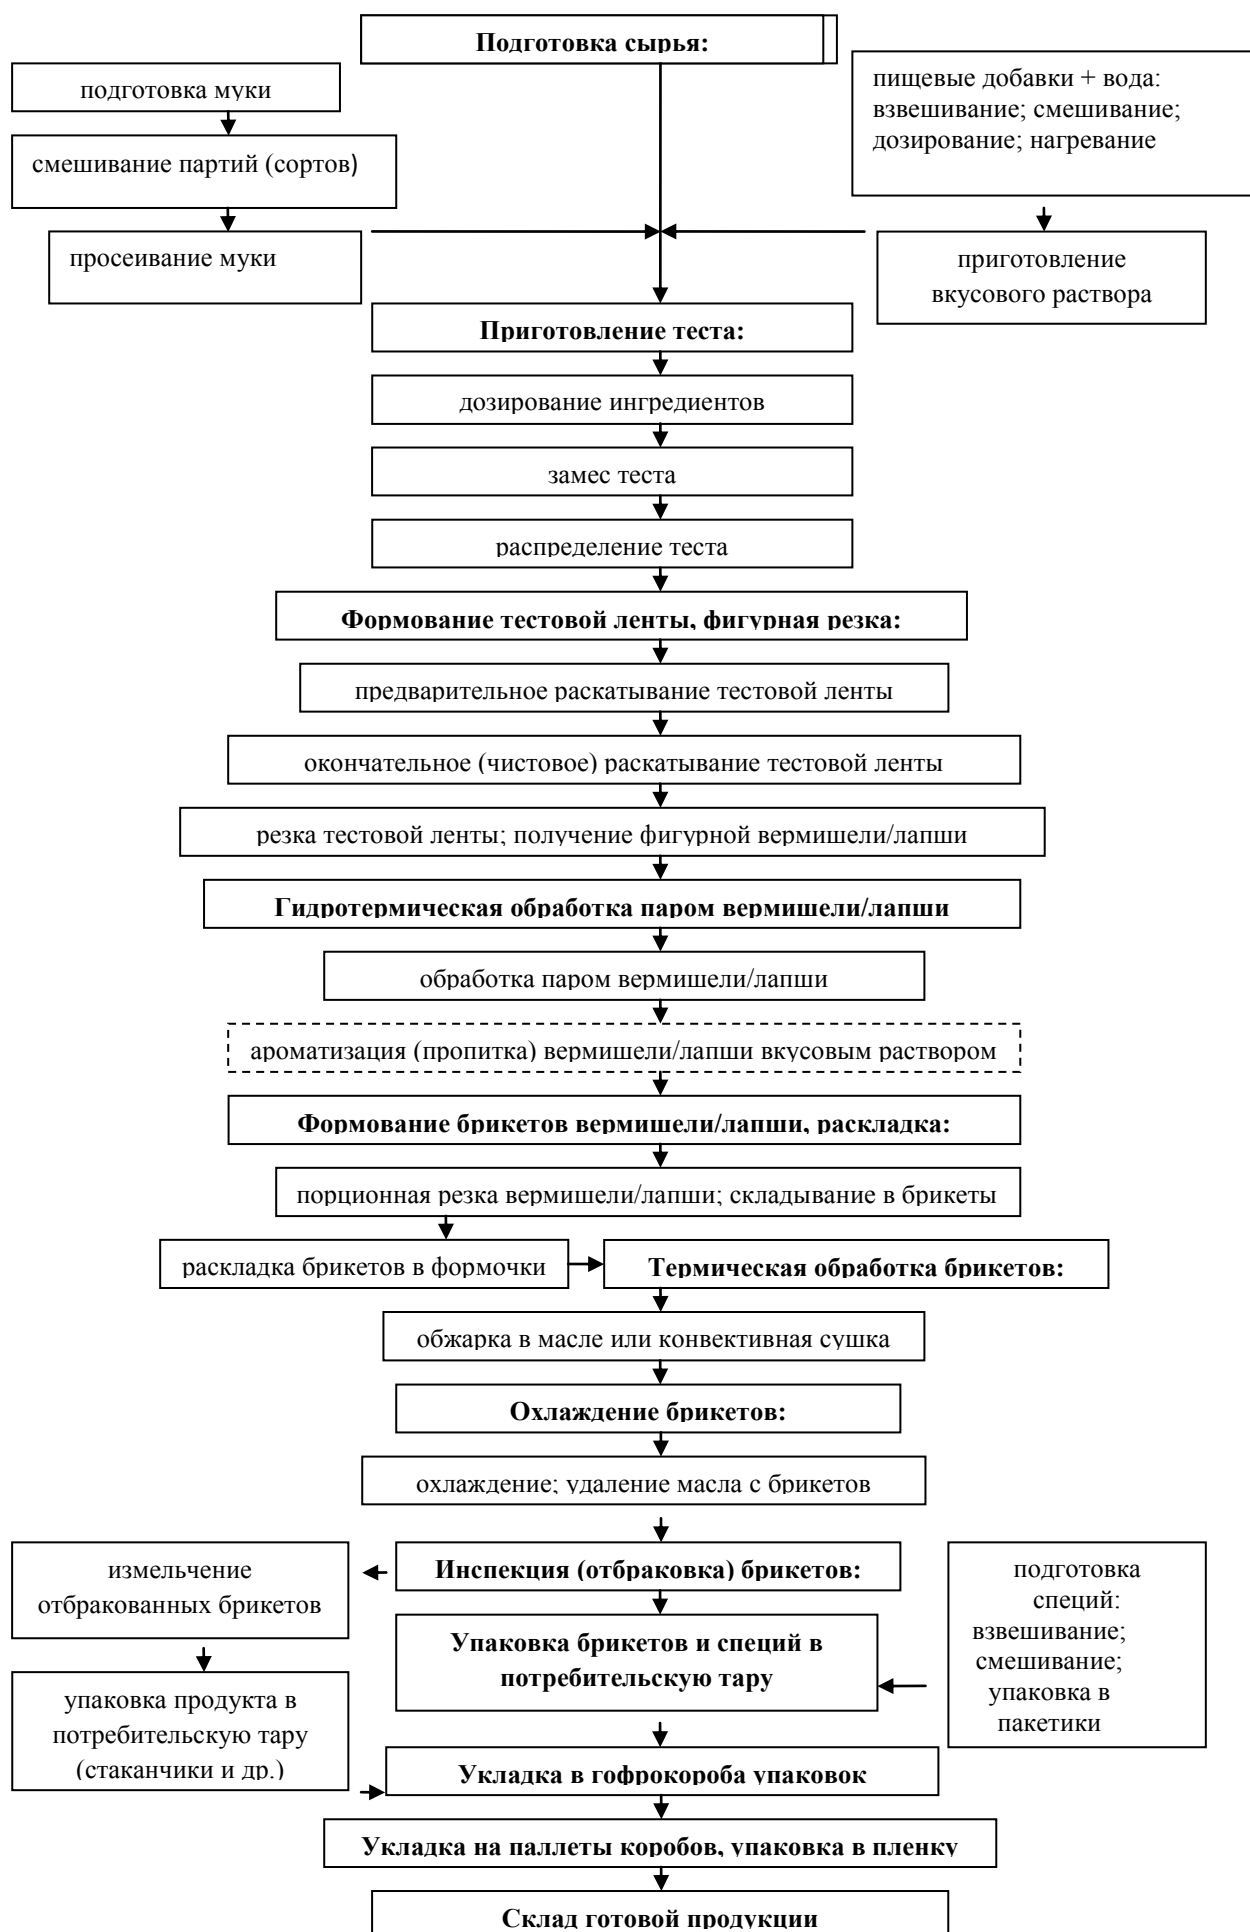 Подготовка сырья:
подготовка муки
пищевые добавки + вода:
взвешивание; смешивание;
дозирование; нагревание
смешивание партий (сортов)
просеивание муки
приготовление
вкусового раствора
Приготовление теста:
дозирование ингредиентов
замес теста
распределение теста
Формование тестовой ленты, фигурная резка:
предварительное раскатывание тестовой ленты
окончательное (чистовое) раскатывание тестовой ленты
резка тестовой ленты; получение фигурной вермишели/лапши
Гидротермическая обработка паром вермишели/лапши
обработка паром вермишели/лапши
ароматизация (пропитка) вермишели/лапши вкусовым раствором
Формование брикетов вермишели/лапши, раскладка:
порционная резка вермишели/лапши; складывание в брикеты
раскладка брикетов в формочки
Термическая обработка брикетов:
обжарка в масле или конвективная сушка
Охлаждение брикетов:
охлаждение; удаление масла с брикетов
Инспекция (отбраковка) брикетов:
измельчение
отбракованных брикетов
подготовка
специй:
взвешивание;
смешивание;
упаковка в
пакетики
Упаковка брикетов и специй в
потребительскую тару
упаковка продукта в
потребительскую тару
(стаканчики и др.)
Укладка в гофрокороба упаковок
Укладка на паллеты коробов, упаковка в пленку
Склад готовой продукции